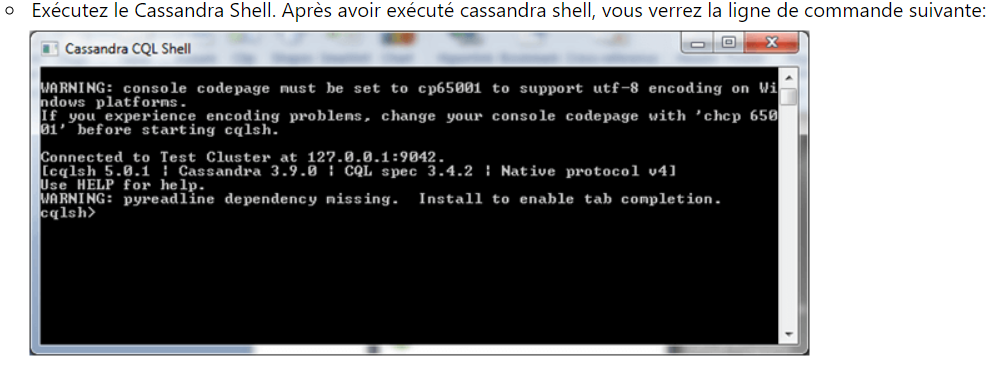 Exécutez le Cassandra Shell. Après avoir exécuté cassandra shell, vous verrez la ligne de commande suivante:
Cassandra CQL Shell
WARNING: console codepage must be set to cp65001 to support utf-8 encoding on Wi
ndows platforms.
If you experience encoding problems, change your console codepage with 'chcp 650
01' before starting cqlsh.
Connected to Test Cluster at 127.0.0.1:9042.
[cqlsh 5.0.1 | Cassandra 3.9.0 | CQL spec 3.4.2 | Native protocol v4]
Use HELP for help.
WARNING: pyreadline dependency missing.  Install to enable tab completion.
cqlsh>